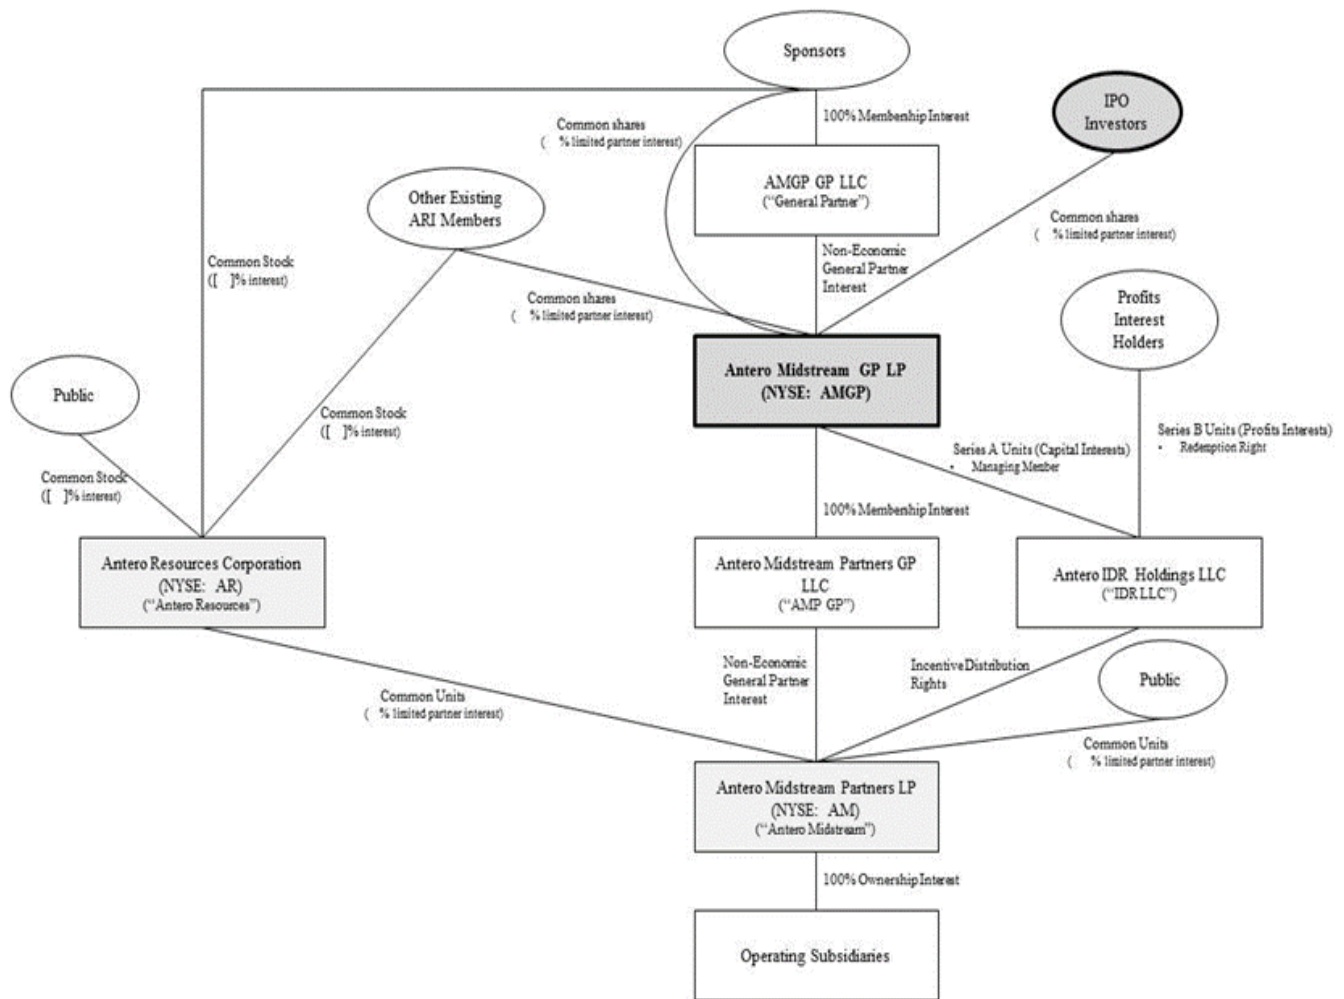 Sponsors
IPO
Investors
Common shares
( % limited partner interest)
100% Membership Interest
AMGP GP LLC
("General Partner")
Other Existing
ARI Members
Common shares
( % limited partner interest)
Non-Economic
General Partner
Interest
Common Stock
([ ]% interest)
Common shares
( % limited partner interest)
Profits
Interest
Holders
Antero Midstream GP LP
(NYSE: AMGP)
Public
Common Stock
([ ]% interest)
Series A Units (Capital Interests)
• Managing Member
Series B Units (Profits Interests)
• Redemption Right
Common Stock
([ ]% interest)
100% Membership Interest
Antero Resources Corporation
(NYSE: AR)
("Antero Resources")
Antero Midstream Partners GP
LLC
("AMP GP")
Antero IDR Holdings LLC
("IDR LLC")
Non-Economic
General Partner
Interest
Incentive Distribution
Rights
Public
Common Units
( % limited partner interest)
Common Units
( % limited partner interest)
Antero Midstream Partners LP
(NYSE: AM)
("Antero Midstream")
100% Ownership Interest
Operating Subsidiaries